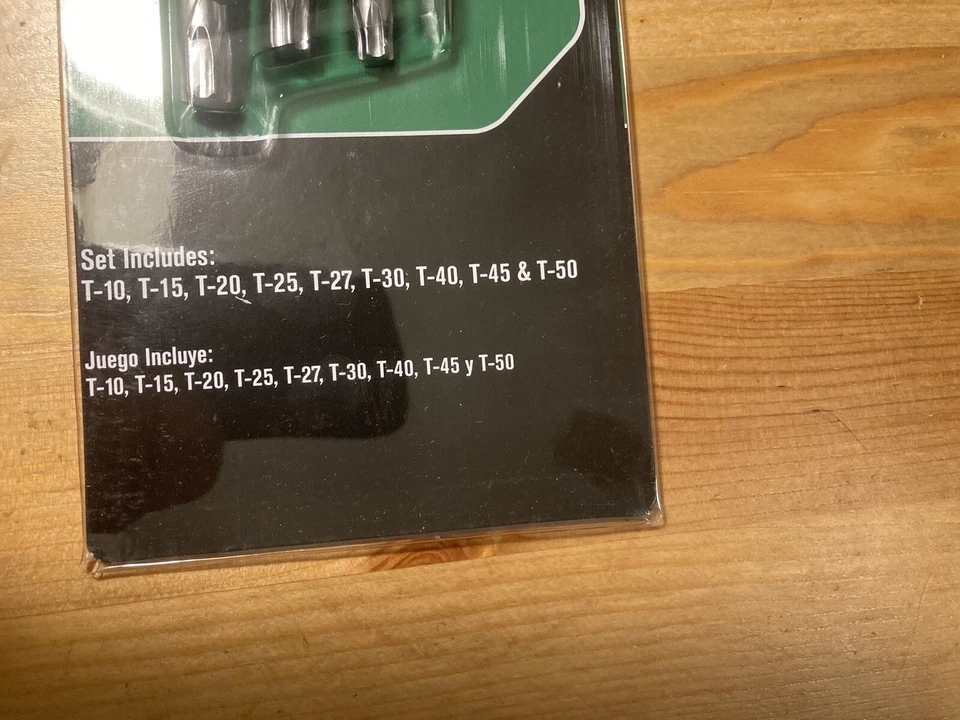 Set Includes:
T-10, T-15, T-20, T-25, T-27, T-30, T-40, T-45 & T-50
Juego Incluye:
T-10, T-15, T-20, T-25, T-27, T-30, T-40, T-45 y T-50